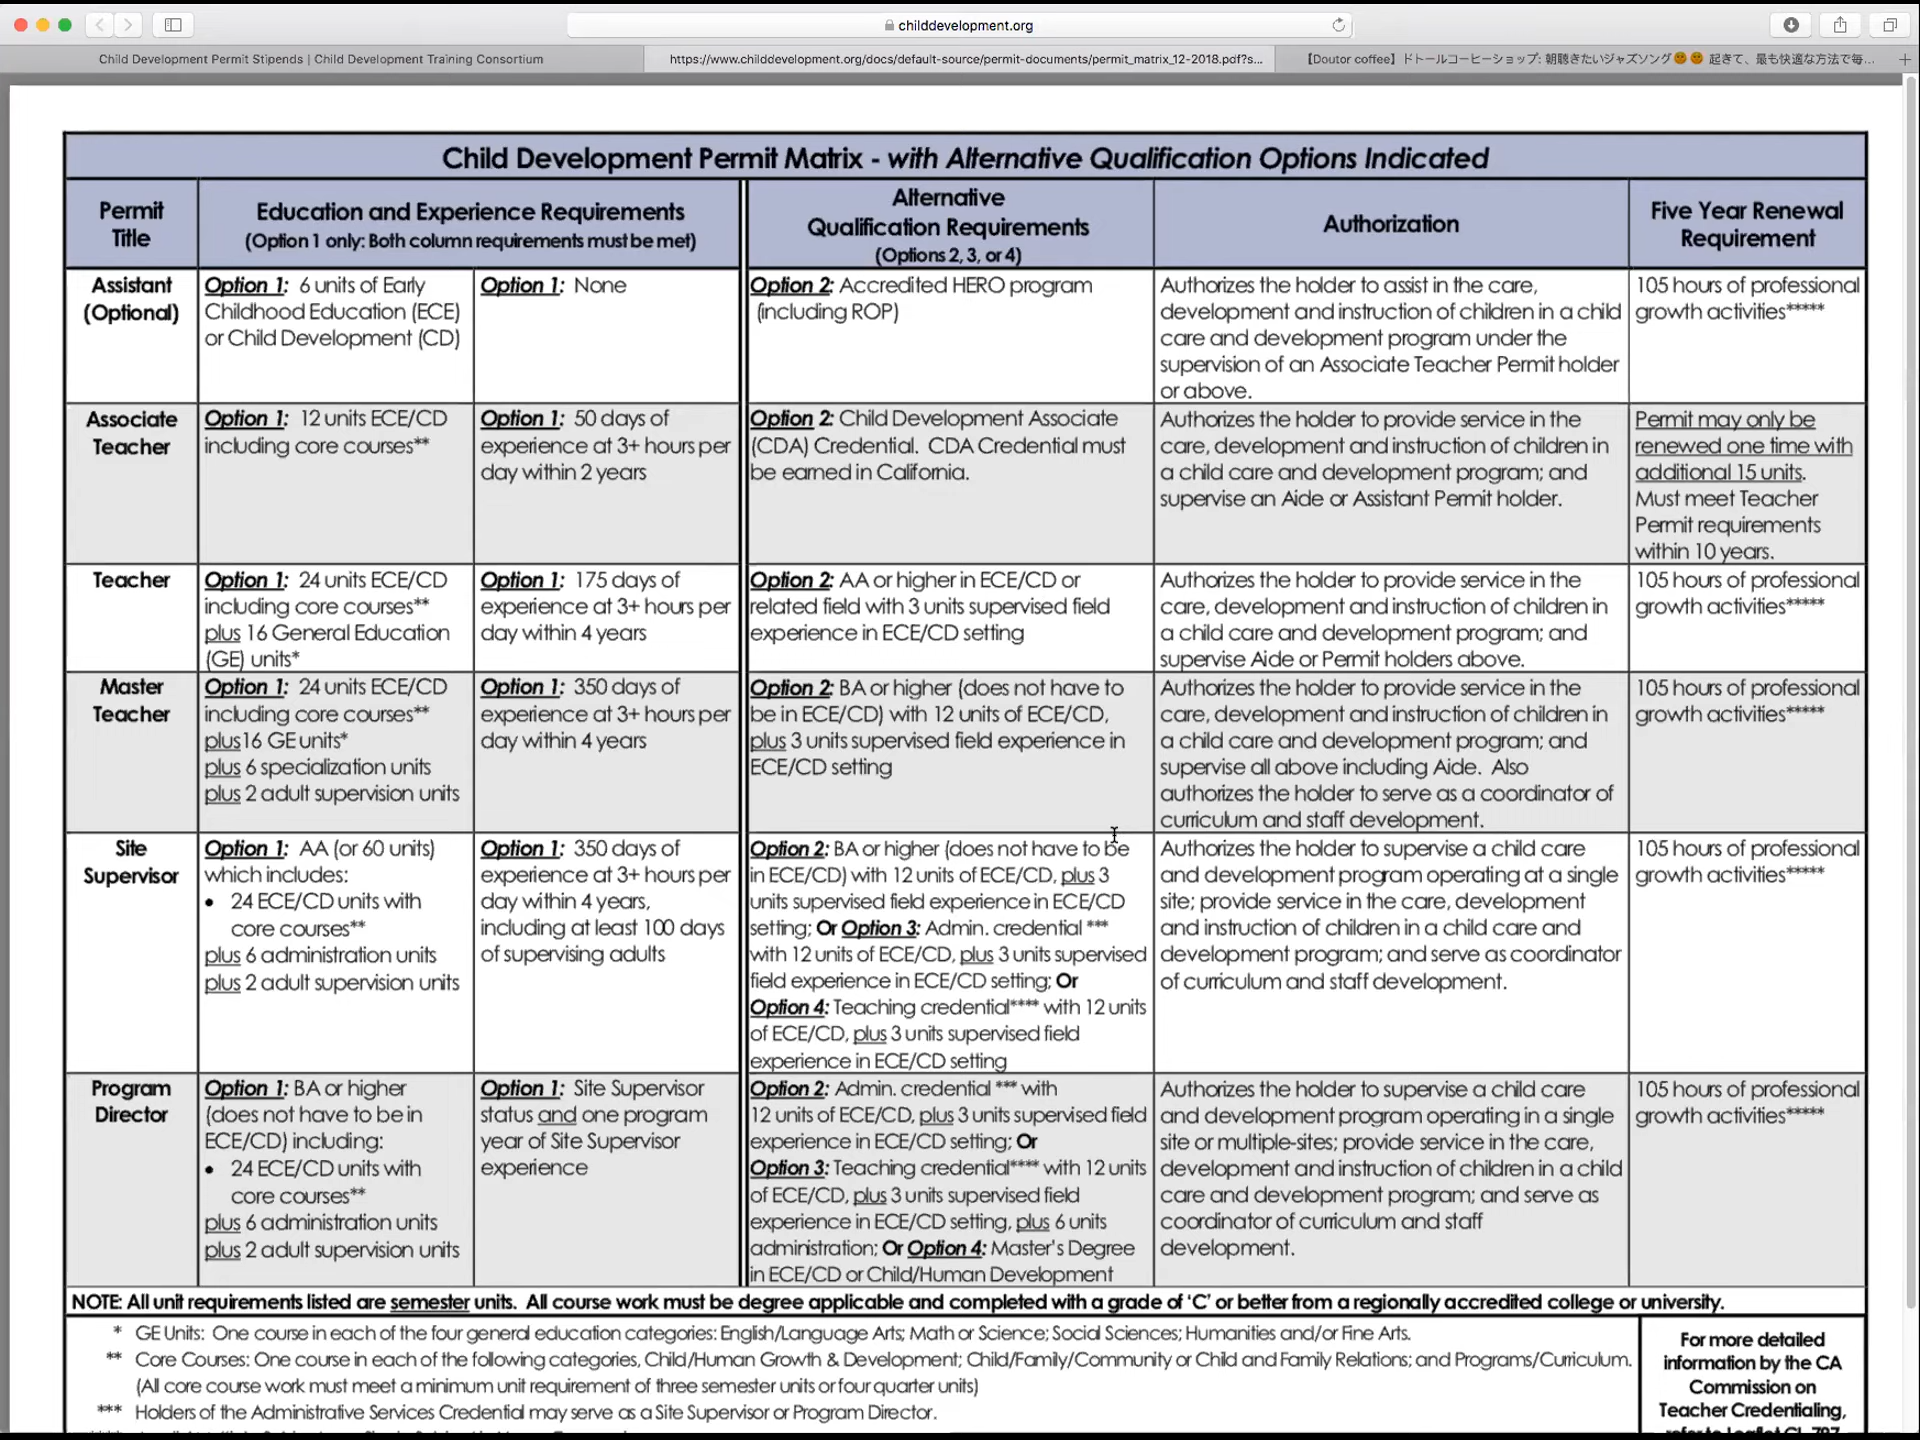 childdevelopment.org
Child Development Permit Stipends | Child Development Training Consortium
https://www.childdevelopment.org/docs/default-source/permit-documents/permit_matrix_12-2018.pdf?s...
【Doutor coffee】ドトールコーヒーショップ: 朝聴きたいジャズソング🙂🙂 起きて、最も快適な方法で毎...
Child Development Permit Matrix - with Alternative Qualification Options Indicated
Permit
Title
Education and Experience Requirements
(Option 1 only: Both column requirements must be met)
Alternative
Qualification Requirements
(Options 2, 3, or 4)
Authorization
Five Year Renewal
Requirement
Assistant
(Optional)
Option 1: 6 units of Early
Childhood Education (ECE)
or Child Development (CD)
Option 1: None
Option 2: Accredited HERO program
(including ROP)
Authorizes the holder to assist in the care,
development and instruction of children in a child
care and development program under the
supervision of an Associate Teacher Permit holder
or above.
105 hours of professional
growth activities*****
Associate
Teacher
Option 1: 12 units ECE/CD
including core courses**
Option 1: 50 days of
experience at 3+ hours per
day within 2 years
Option 2: Child Development Associate
(CDA) Credential. CDA Credential must
be earned in California.
Authorizes the holder to provide service in the
care, development and instruction of children in
a child care and development program; and
supervise an Aide or Assistant Permit holder.
Permit may only be
renewed one time with
additional 15 units.
Must meet Teacher
Permit requirements
within 10 years.
Teacher
Option 1: 24 units ECE/CD
including core courses**
plus 16 General Education
(GE) units*
Option 1: 175 days of
experience at 3+ hours per
day within 4 years
Option 2: AA or higher in ECE/CD or
related field with 3 units supervised field
experience in ECE/CD setting
Authorizes the holder to provide service in the
care, development and instruction of children in
a child care and development program; and
supervise Aide or Permit holders above.
105 hours of professional
growth activities*****
Master
Teacher
Option 1: 24 units ECE/CD
including core courses**
plus16 GE units*
plus 6 specialization units
plus 2 adult supervision units
Option 1: 350 days of
experience at 3+ hours per
day within 4 years
Option 2: BA or higher (does not have to
be in ECE/CD) with 12 units of ECE/CD,
plus 3 units supervised field experience in
ECE/CD setting
Authorizes the holder to provide service in the
care, development and instruction of children in
a child care and development program; and
supervise all above including Aide. Also
authorizes the holder to serve as a coordinator of
curriculum and staff development.
105 hours of professional
growth activities*****
Site
Supervisor
Option 1: AA (or 60 units)
which includes:
• 24 ECE/CD units with
core courses**
plus 6 administration units
plus 2 adult supervision units
Option 1: 350 days of
experience at 3+ hours per
day within 4 years,
including at least 100 days
of supervising adults
Option 2: BA or higher (does not have to be
in ECE/CD) with 12 units of ECE/CD, plus 3
units supervised field experience in ECE/CD
setting; Or Option 3: Admin. credential ***
with 12 units of ECE/CD, plus 3 units supervised
field experience in ECE/CD setting; Or
Option 4: Teaching credential**** with 12 units
of ECE/CD, plus 3 units supervised field
experience in ECE/CD setting
Authorizes the holder to supervise a child care
and development program operating at a single
site; provide service in the care, development
and instruction of children in a child care and
development program; and serve as coordinator
of curriculum and staff development.
105 hours of professional
growth activities*****
Program
Director
Option 1: BA or higher
(does not have to be in
ECE/CD) including:
• 24 ECE/CD units with
core courses**
plus 6 administration units
plus 2 adult supervision units
Option 1: Site Supervisor
status and one program
year of Site Supervisor
experience
Option 2: Admin. credential *** with
12 units of ECE/CD, plus 3 units supervised field
experience in ECE/CD setting; Or
Option 3: Teaching credential**** with 12 units
of ECE/CD, plus 3 units supervised field
experience in ECE/CD setting, plus 6 units
administration; Or Option 4: Master's Degree
in ECE/CD or Child/Human Development
Authorizes the holder to supervise a child care
and development program operating in a single
site or multiple-sites; provide service in the care,
development and instruction of children in a child
care and development program; and serve as
coordinator of curriculum and staff
development.
105 hours of professional
growth activities*****
NOTE: All unit requirements listed are semester units. All course work must be degree applicable and completed with a grade of ‘C’ or better from a regionally accredited college or university.
* GE Units: One course in each of the four general education categories: English/Language Arts; Math or Science; Social Sciences; Humanities and/or Fine Arts.
** Core Courses: One course in each of the following categories, Child/Human Growth & Development; Child/Family/Community or Child and Family Relations; and Programs/Curriculum.
(All core course work must meet a minimum unit requirement of three semester units or four quarter units)
*** Holders of the Administrative Services Credential may serve as a Site Supervisor or Program Director.
For more detailed
information by the CA
Commission on
Teacher Credentialing,
refer to Leaflet CL-797